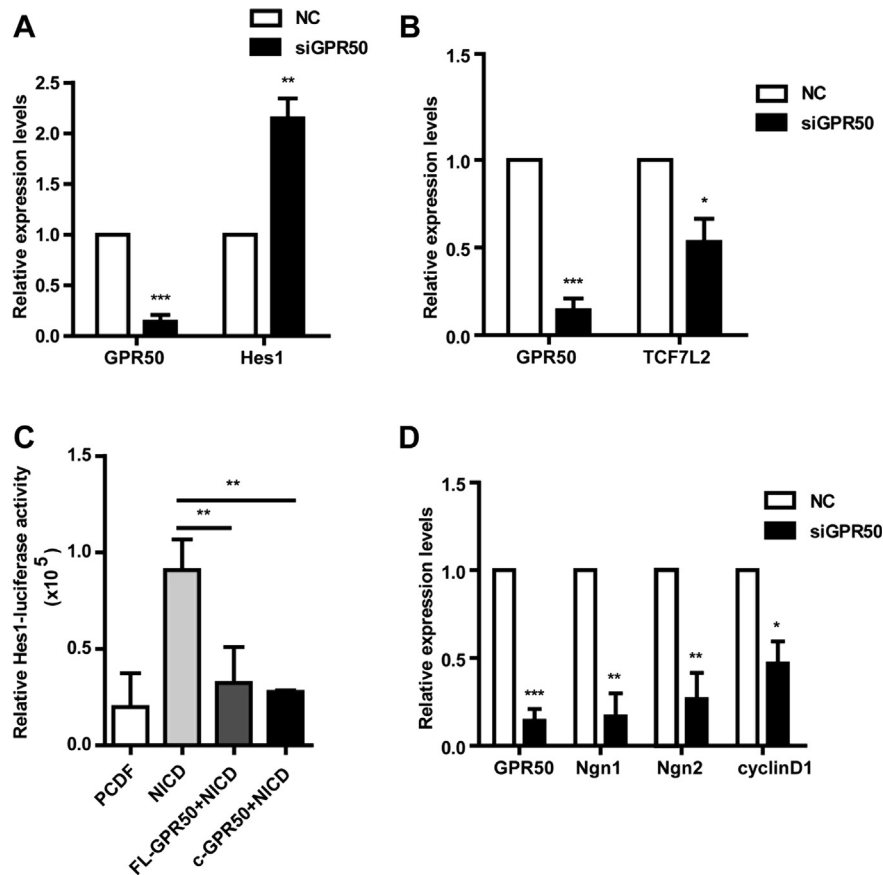 A
NC
siGPR50
Relative expression levels
2.5
2.0
1.0
0.5
0.0
**
***
GPR50
Hes1
B
NC
siGPR50
Relative expression levels
1.5
1.0
0.5
0.0
***
*
GPR50
TCF7L2
C
Relative Hes1-luciferase activity
(x10 5)
1.5
1.0
0.5
0.0
**
**
PCDF
NICD
FL-GPR50+NICD
c-GPR50+NICD
D
NC
siGPR50
Relative expression levels
1.5
1.0
0.5
0.0
***
**
**
*
GPR50
Ngn1
Ngn2
cyclinD1